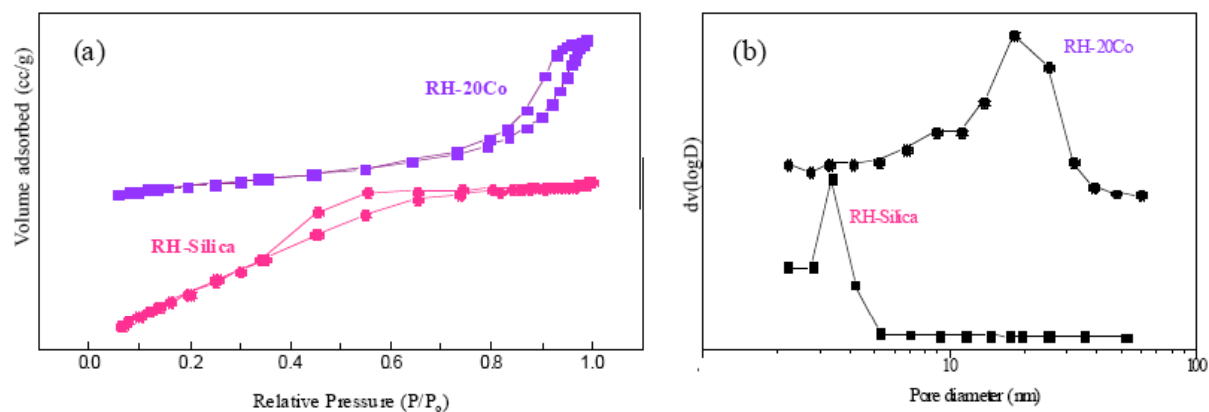 (a)
RH-20Co
RH-Silica
Volume adsorbed (cc/g)
0.0 0.2 0.4 0.6 0.8 1.0
Relative Pressure (P/Pₒ)
(b)
RH-20Co
RH-Silica
dv(logD)
10 100
Pore diameter (nm)